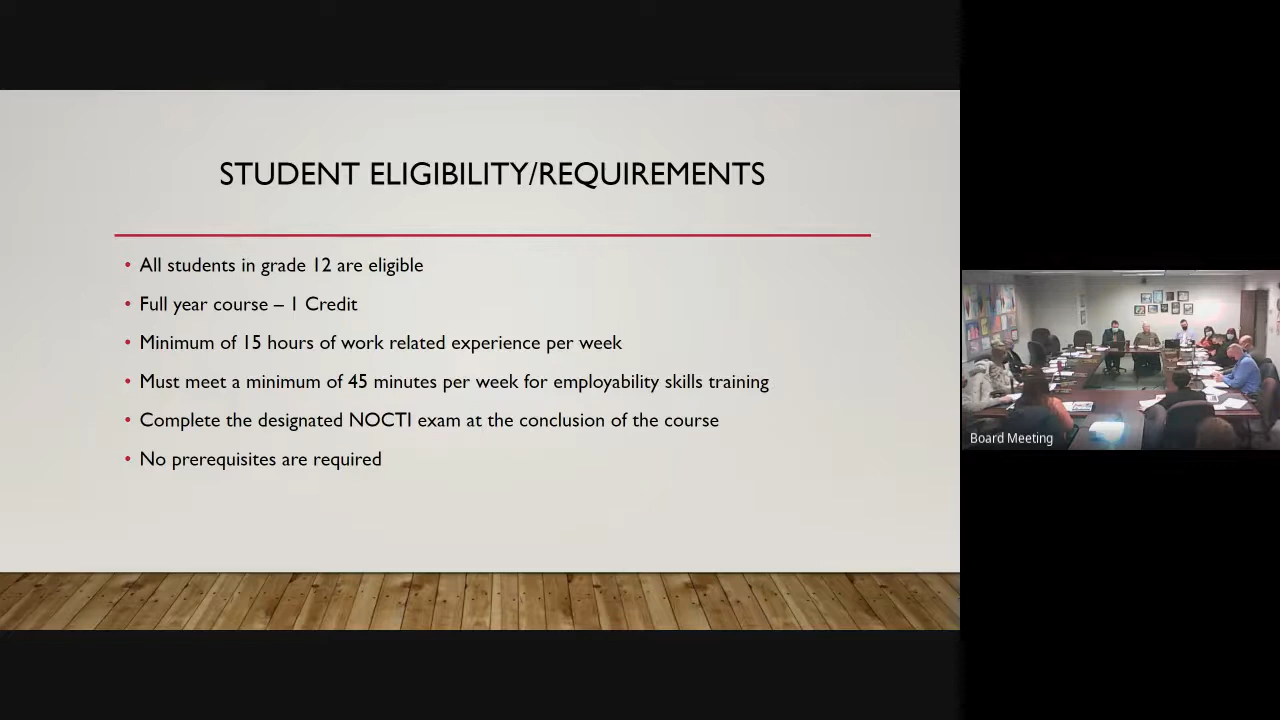 STUDENT ELIGIBILITY/REQUIREMENTS
• All students in grade 12 are eligible
• Full year course – 1 Credit
• Minimum of 15 hours of work related experience per week
• Must meet a minimum of 45 minutes per week for employability skills training
• Complete the designated NOCTI exam at the conclusion of the course
• No prerequisites are required
Board Meeting